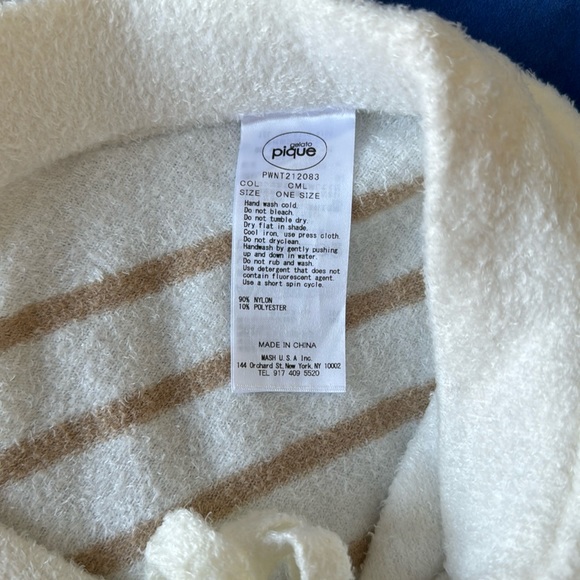 gelato
pique
PWNT212083
COL CML
SIZE ONE SIZE
Hand wash cold.
Do not bleach.
Do not tumble dry.
Dry flat in shade.
Cool iron, use press cloth.
Do not dryclean.
Handwash by gently pushing
up and down in water.
Do not rub and wash.
Use detergent that does not
contain fluorescent agent.
Use a short spin cycle.
90% NYLON
10% POLYESTER
MADE IN CHINA
MASH U.S.A Inc.
144 Orchard St, New York, NY 10002
TEL 917 409 5520